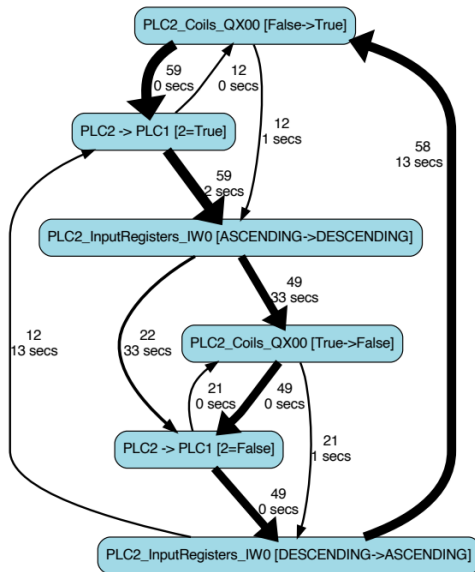 PLC2_Coils_QX00 [False->True]
59
0 secs
12
0 secs
PLC2 -> PLC1 [2=True]
12
1 secs
58
13 secs
59
2 secs
PLC2_InputRegisters_IW0 [ASCENDING->DESCENDING]
49
33 secs
12
13 secs
22
33 secs
PLC2_Coils_QX00 [True->False]
21
0 secs
49
0 secs
PLC2 -> PLC1 [2=False]
21
1 secs
49
0 secs
PLC2_InputRegisters_IW0 [DESCENDING->ASCENDING]